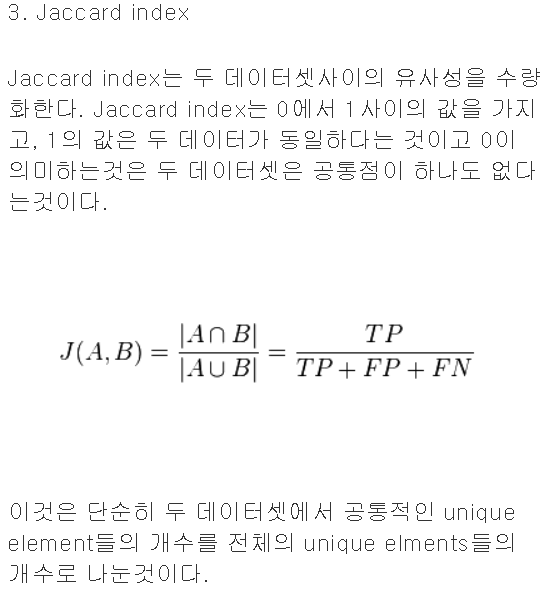 3. Jaccard index
Jaccard index는 두 데이터셋사이의 유사성을 수량
화한다. Jaccard index는 0에서 1사이의 값을 가지
고, 1의 값은 두 데이터가 동일하다는 것이고 0이
의미하는것은 두 데이터셋은 공통점이 하나도 없다
는것이다.
J(A, B) = |A ∩ B| / |A ∪ B| = TP / TP + FP + FN
이것은 단순히 두 데이터셋에서 공통적인 unique
element들의 개수를 전체의 unique elments들의
개수로 나눈것이다.